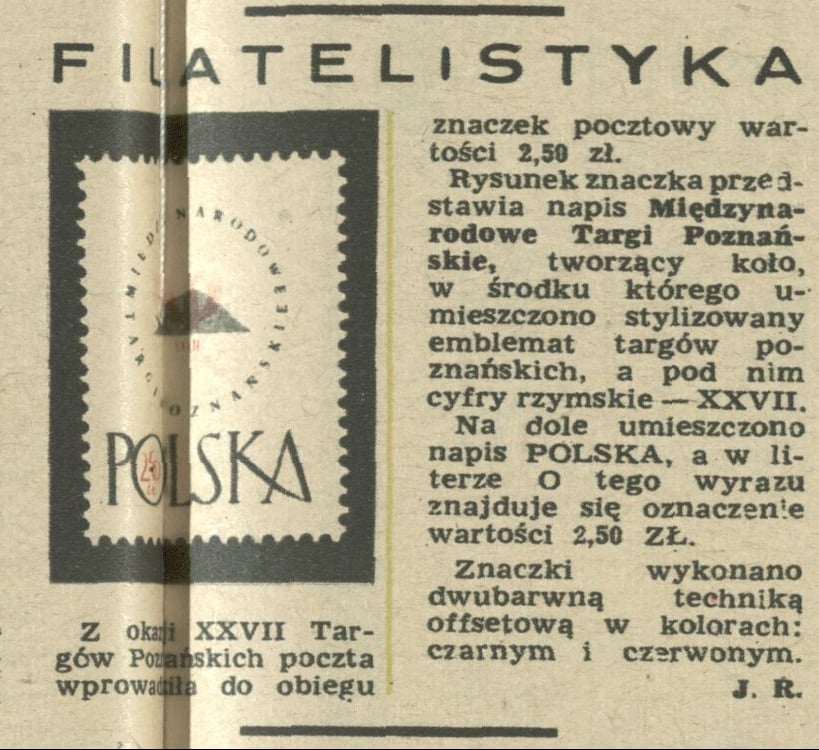 FILATELISTYKA
MIĘDZYNARODOWE TARGI POZNAŃSKIE
XXVII
POLSKA
Z okazji XXVII Tar-
gów Poznańskich poczta
wprowadziła do obiegu
znaczek pocztowy war-
tości 2,50 zł.
Rysunek znaczka przed-
stawia napis Międzyna-
rodowe Targi Poznań-
skie, tworzący koło,
w środku którego u-
mieszczono stylizowany
emblemat targów po-
znańskich, a pod nim
cyfry rzymskie — XXVII.
Na dole umieszczono
napis POLSKA, a w li-
terze O tego wyrazu
znajduje się oznaczenie
wartości 2,50 ZŁ.
Znaczki wykonano
dwubarwną techniką
offsetową w kolorach:
czarnym i czerwonym.
J. R.